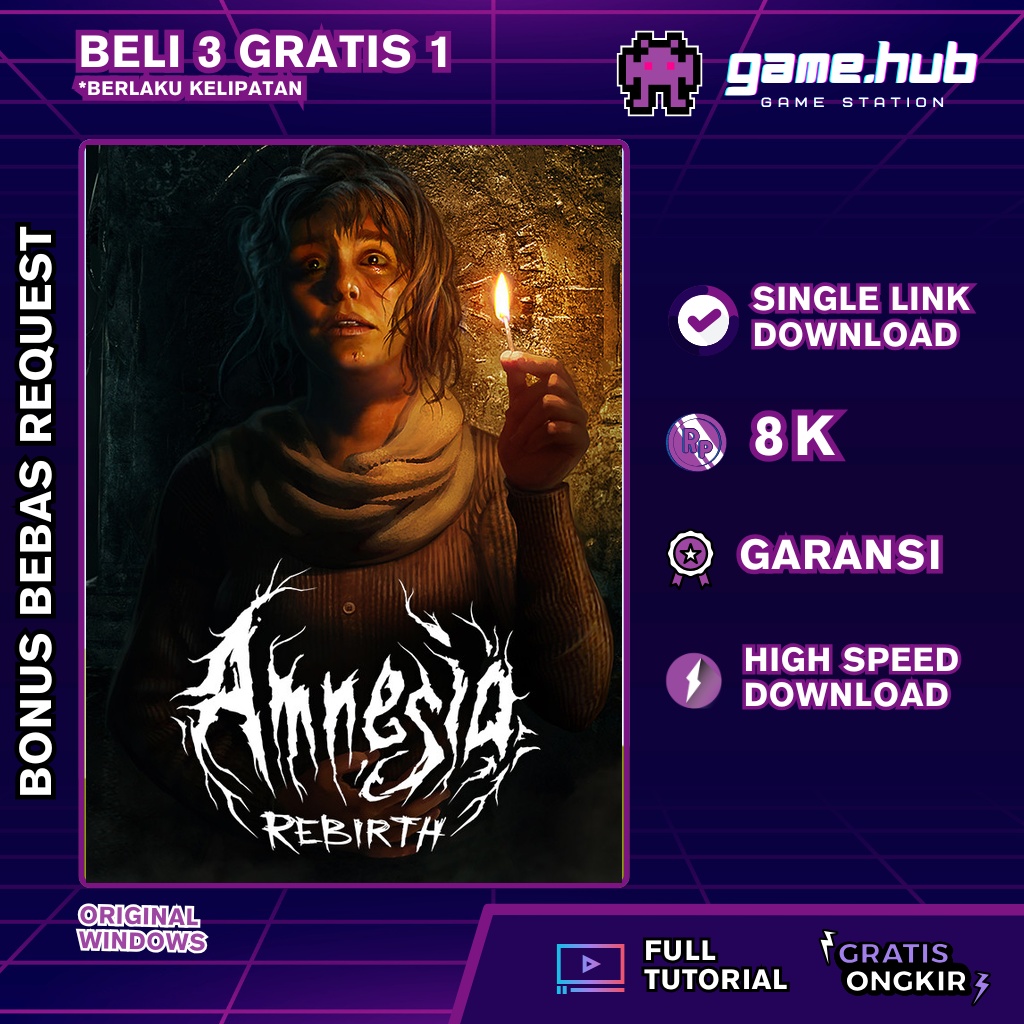 BELI 3 GRATIS 1
*BERLAKU KELIPATAN
game.hub
GAME STATION
BONUS BEBAS REQUEST
SINGLE LINK
DOWNLOAD
Rp
8K
GARANSI
HIGH SPEED
DOWNLOAD
Amnesia
REBIRTH
ORIGINAL
WINDOWS
FULL
TUTORIAL
GRATIS
ONGKIR